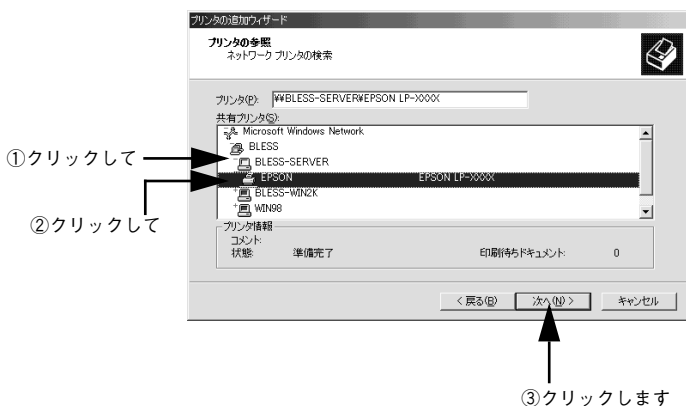 プリンタの追加ウィザード
プリンタの参照
ネットワーク プリンタの検索
プリンタ(P): ¥¥BLESS-SERVER¥EPSON LP-XXXX
共有プリンタ(S):
Microsoft Windows Network
BLESS
①クリックして
BLESS-SERVER
EPSON EPSON LP-XXXX
②クリックして
BLESS-WIN2K
WIN98
プリンタ情報
コメント:
状態: 準備完了 印刷待ちドキュメント: 0
< 戻る(B) 次へ(N) > キャンセル
③クリックします